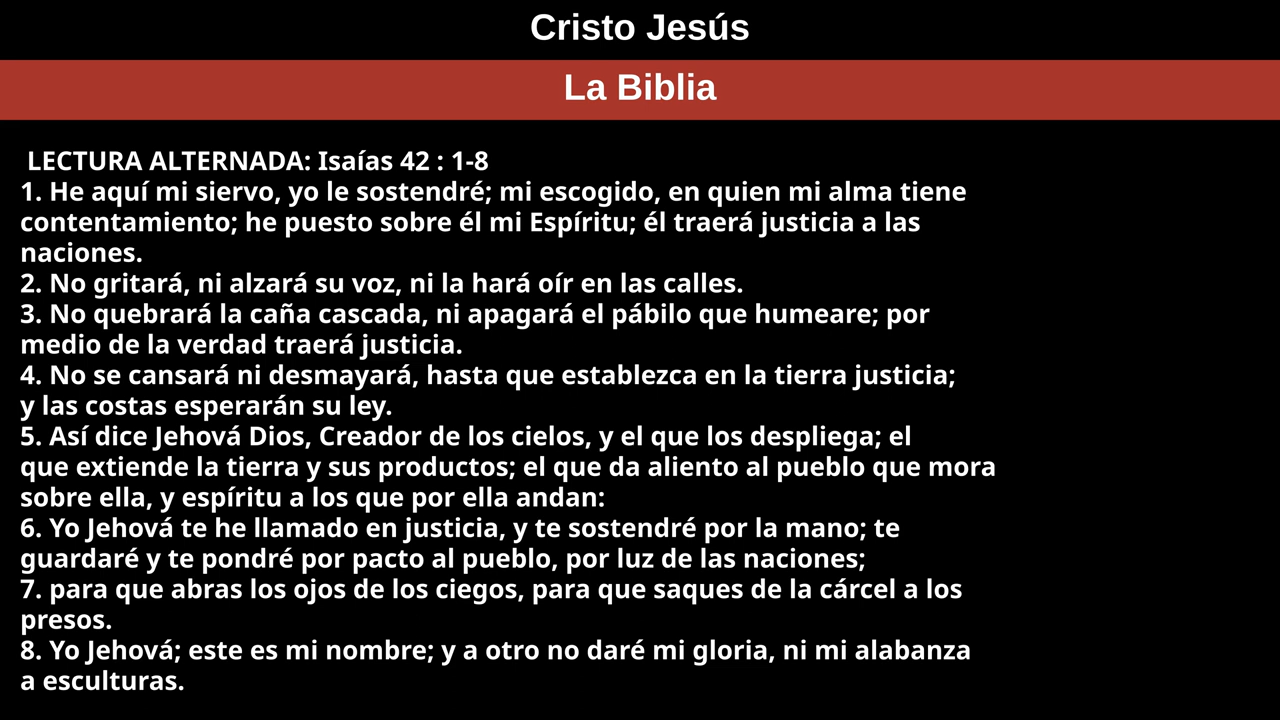 Cristo Jesús
La Biblia
LECTURA ALTERNADA: Isaías 42 : 1-8
1. He aquí mi siervo, yo le sostendré; mi escogido, en quien mi alma tiene
contentamiento; he puesto sobre él mi Espíritu; él traerá justicia a las
naciones.
2. No gritará, ni alzará su voz, ni la hará oír en las calles.
3. No quebrará la caña cascada, ni apagará el pábilo que humeare; por
medio de la verdad traerá justicia.
4. No se cansará ni desmayará, hasta que establezca en la tierra justicia;
y las costas esperarán su ley.
5. Así dice Jehová Dios, Creador de los cielos, y el que los despliega; el
que extiende la tierra y sus productos; el que da aliento al pueblo que mora
sobre ella, y espíritu a los que por ella andan:
6. Yo Jehová te he llamado en justicia, y te sostendré por la mano; te
guardaré y te pondré por pacto al pueblo, por luz de las naciones;
7. para que abras los ojos de los ciegos, para que saques de la cárcel a los
presos.
8. Yo Jehová; este es mi nombre; y a otro no daré mi gloria, ni mi alabanza
a esculturas.